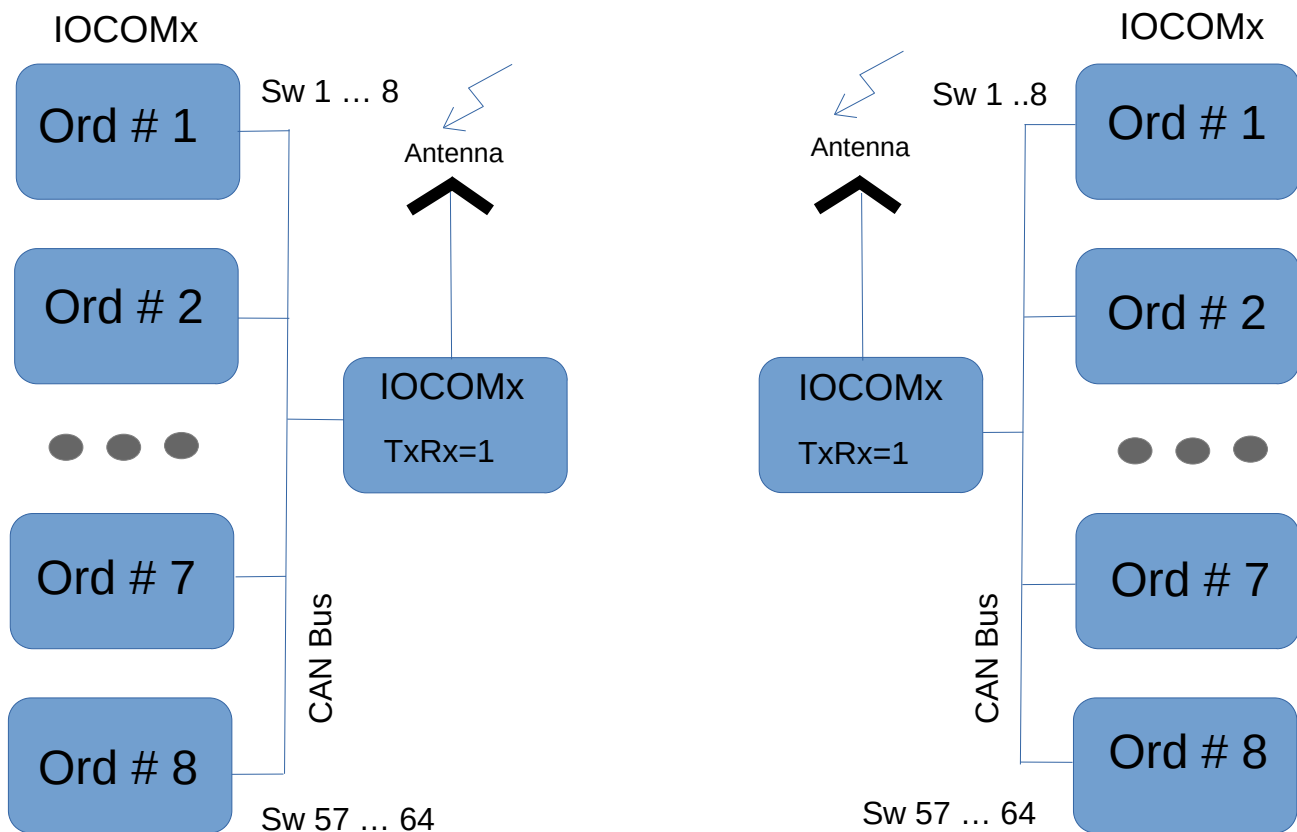 IOCOMx
Ord # 1
Sw 1 … 8
Antenna
Ord # 2
IOCOMx
TxRx=1
Ord # 7
CAN Bus
Ord # 8
Sw 57 … 64
IOCOMx
Sw 1 ..8
Ord # 1
Antenna
Ord # 2
IOCOMx
TxRx=1
Ord # 7
CAN Bus
Ord # 8
Sw 57 … 64